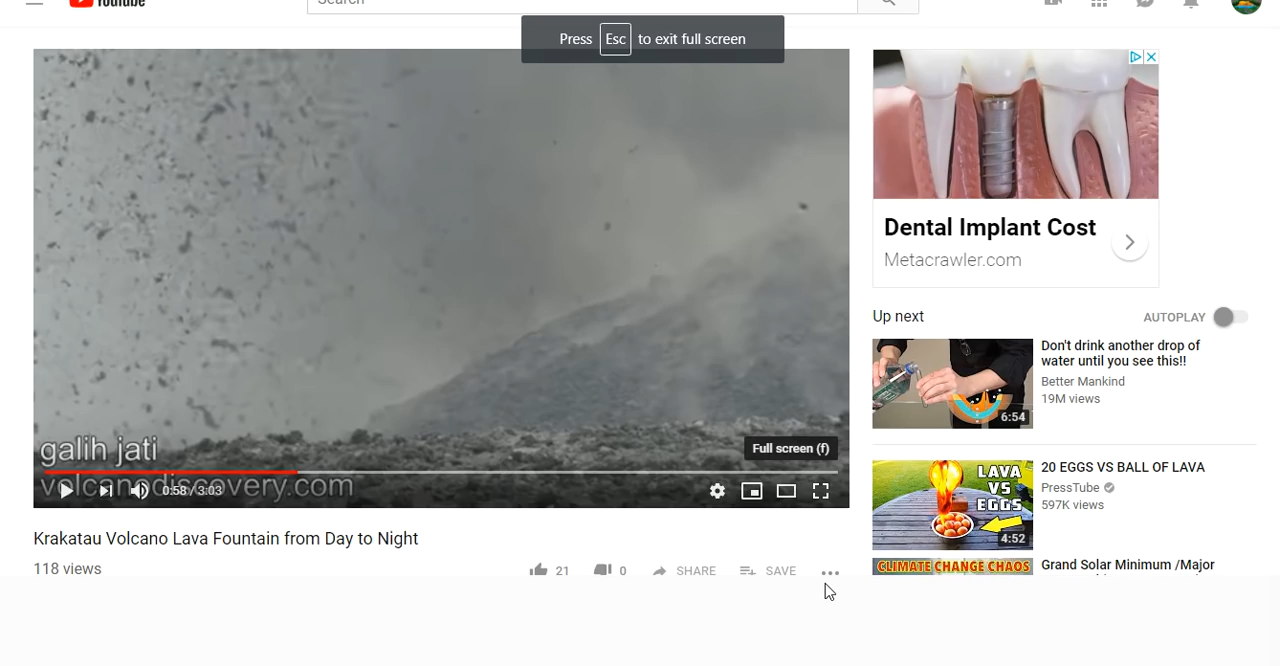 YouTube
Search
Press Esc to exit full screen
galih jati
volcanodiscovery.com
Full screen (f)
0:58 / 3:03
Krakatau Volcano Lava Fountain from Day to Night
118 views
21
0
SHARE
SAVE
Dental Implant Cost
Metacrawler.com
Up next
AUTOPLAY
6:54
Don't drink another drop of
water until you see this!!
Better Mankind
19M views
LAVA
VS
EGGS
4:52
20 EGGS VS BALL OF LAVA
PressTube
597K views
CLIMATE CHANGE CHAOS
Grand Solar Minimum /Major